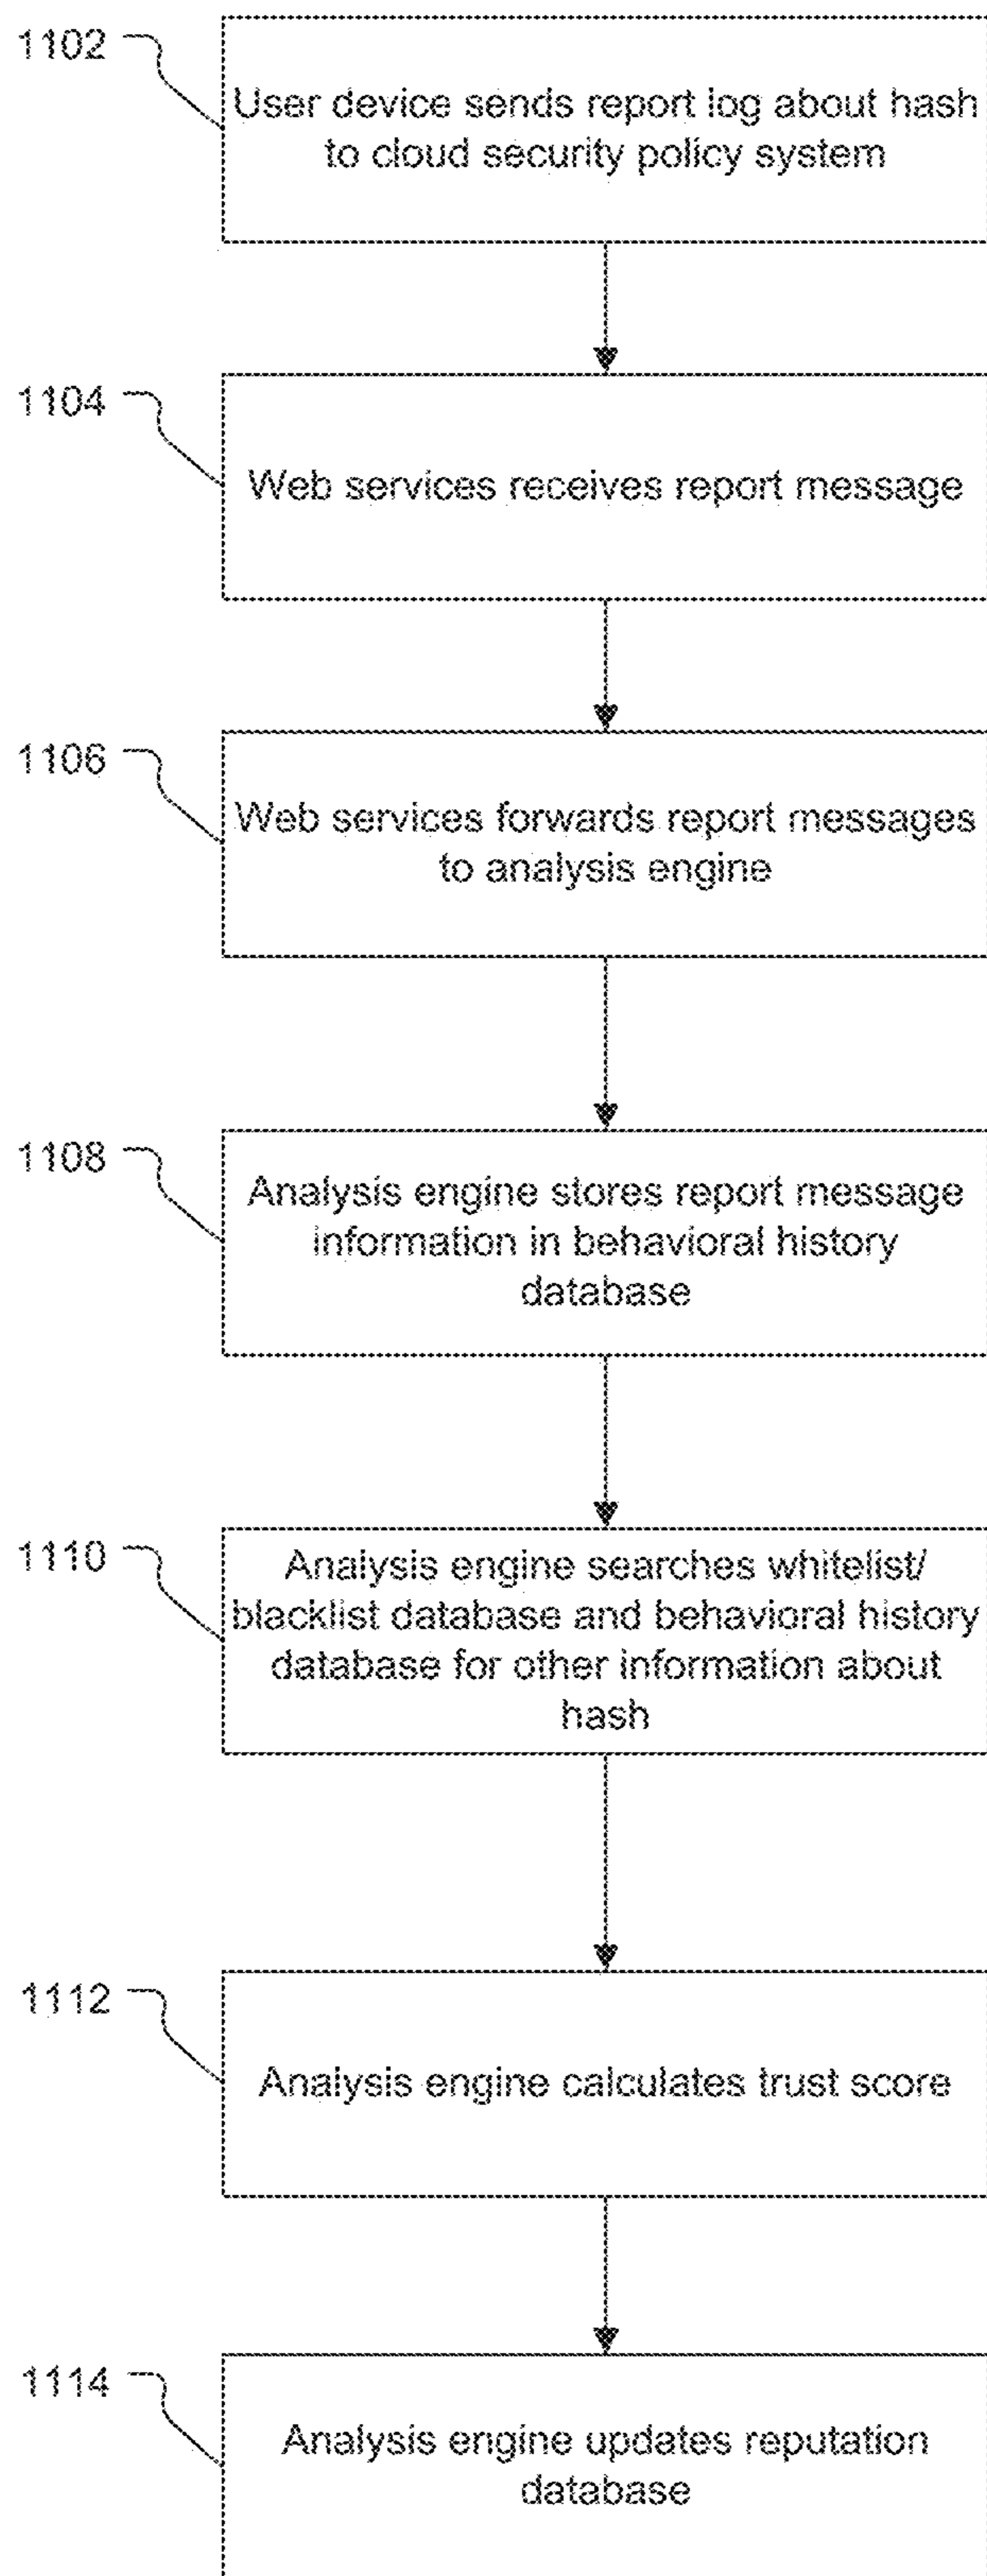 1102
User device sends report log about hash
to cloud security policy system
1104
Web services receives report message
1106
Web services forwards report messages
to analysis engine
1108
Analysis engine stores report message
information in behavioral history
database
1110
Analysis engine searches whitelist/
blacklist database and behavioral history
database for other information about
hash
1112
Analysis engine calculates trust score
1114
Analysis engine updates reputation
database